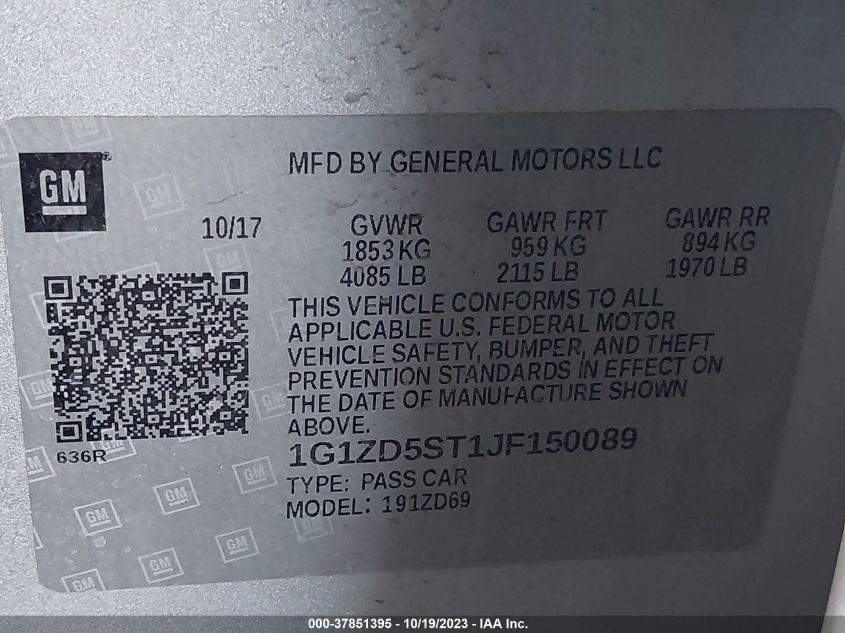 MFD BY GENERAL MOTORS LLC
GM
10/17 GVWR GAWR FRT GAWR RR
1853 KG 959 KG 894 KG
4085 LB 2115 LB 1970 LB
THIS VEHICLE CONFORMS TO ALL
APPLICABLE U.S. FEDERAL MOTOR
VEHICLE SAFETY, BUMPER, AND THEFT
PREVENTION STANDARDS IN EFFECT ON
THE DATE OF MANUFACTURE SHOWN
ABOVE.
636R
1G1ZD5ST1JF150089
TYPE: PASS CAR
MODEL: 191ZD69
000-37851395 - 10/19/2023 - IAA Inc.